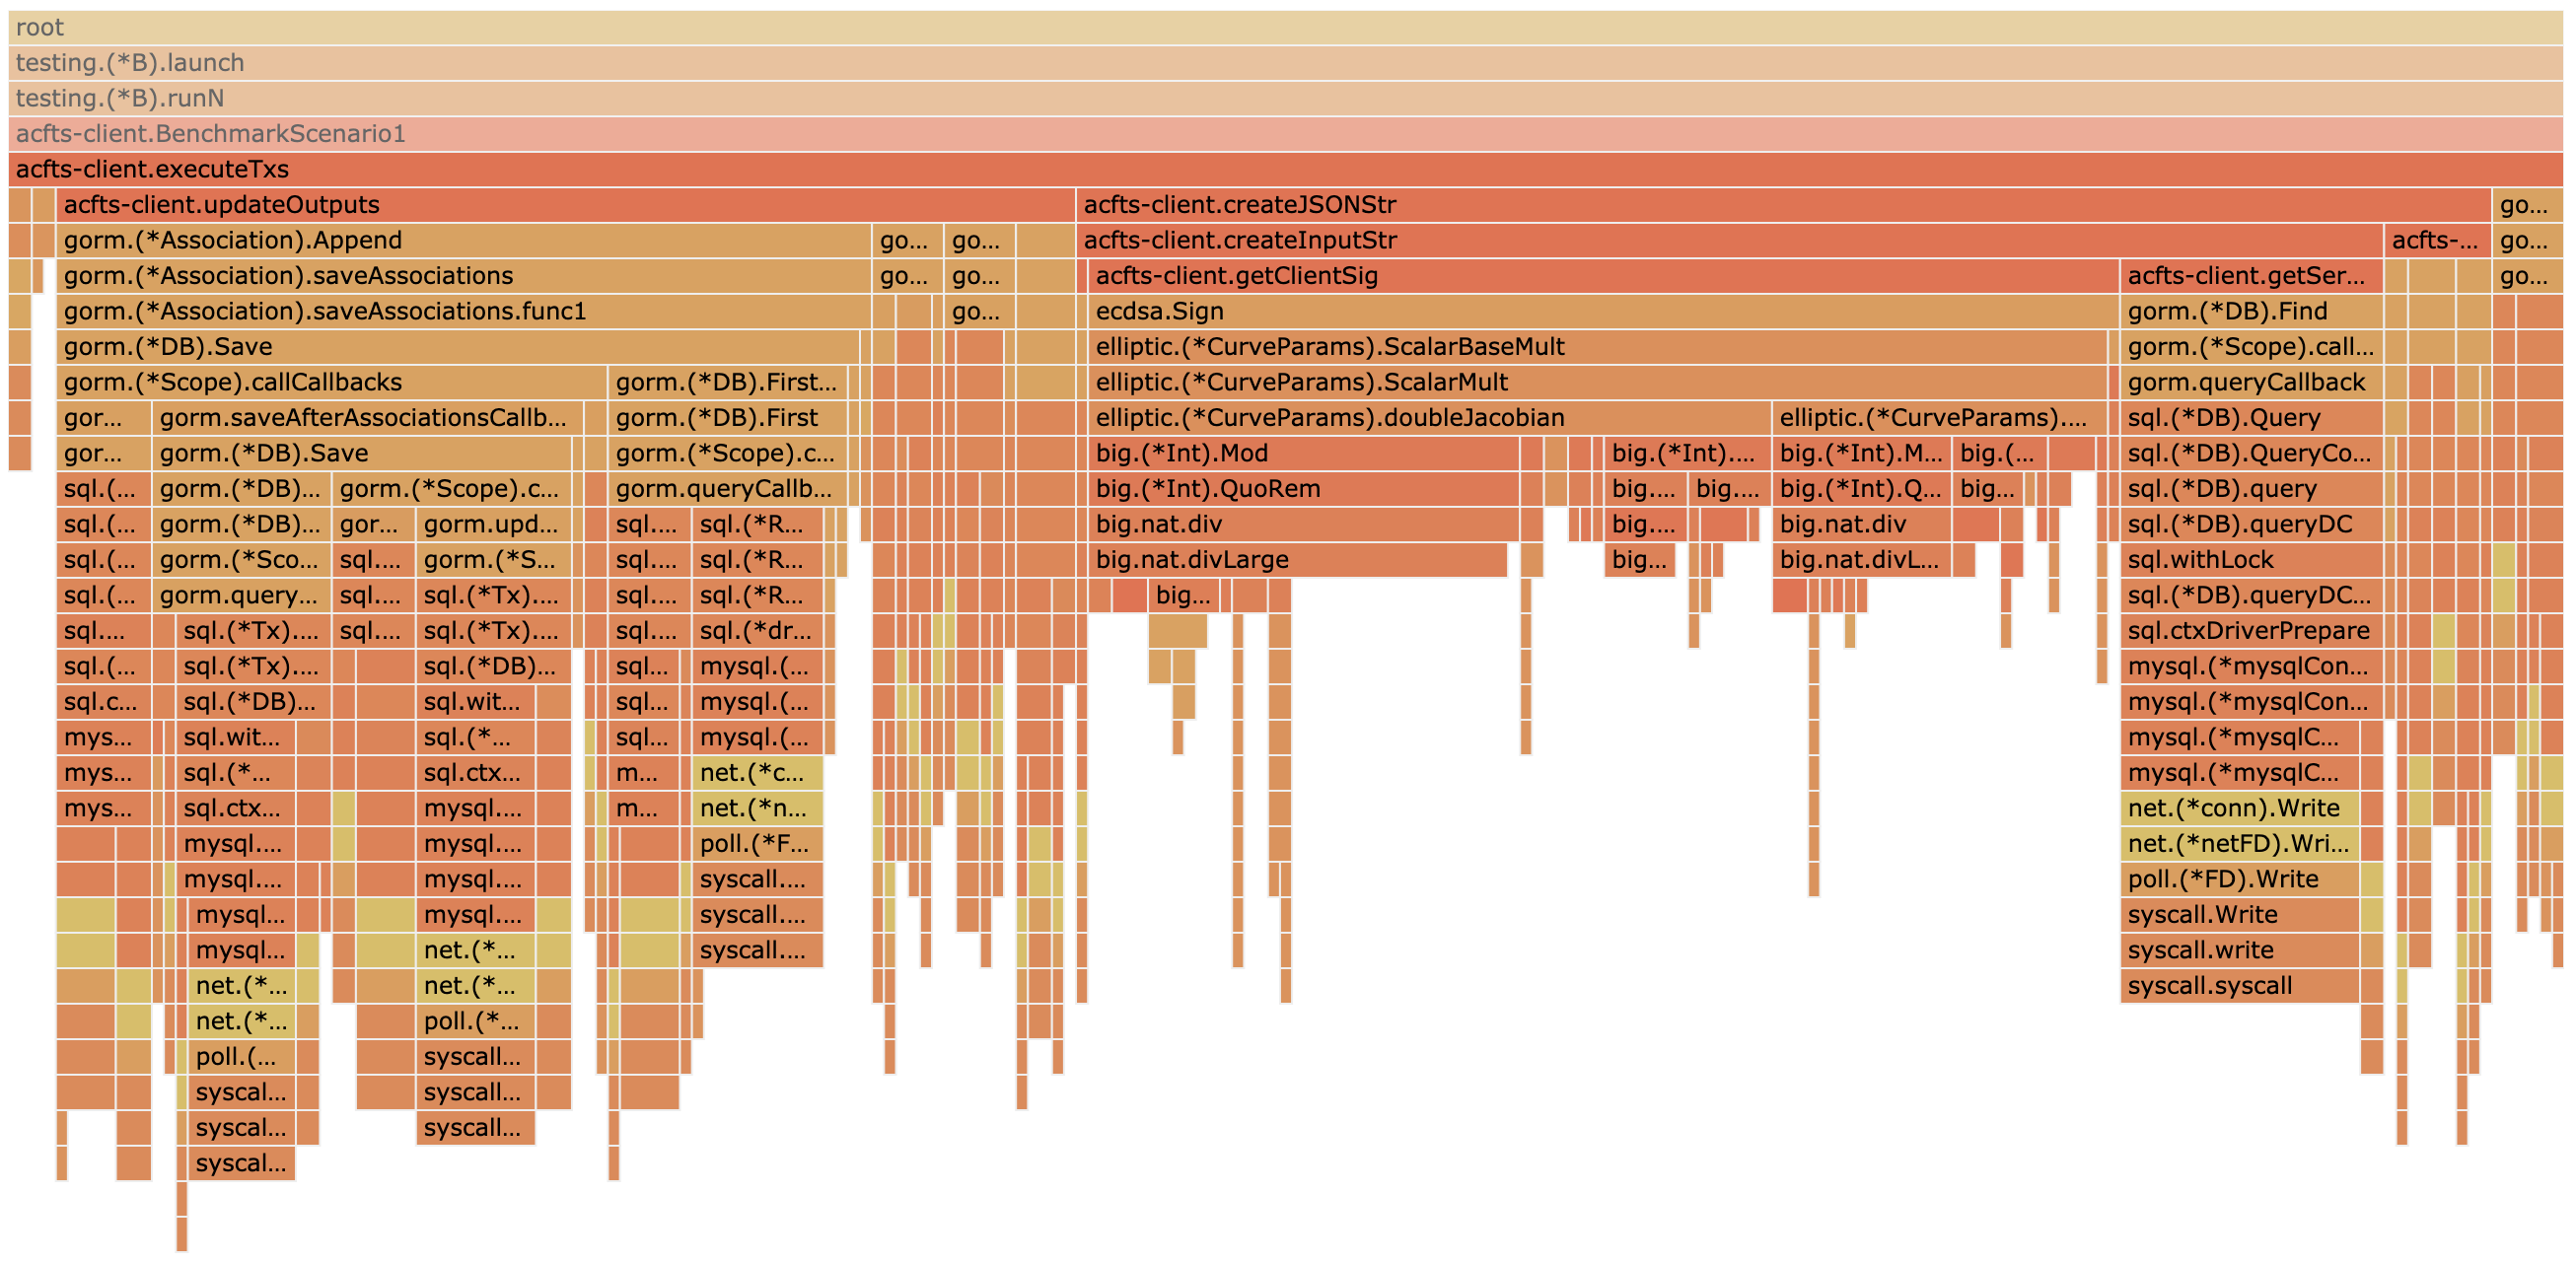 root
testing.(*B).launch
testing.(*B).runN
acfts-client.BenchmarkScenario1
acfts-client.executeTxs
acfts-client.updateOutputs acfts-client.createJSONStr go...
gorm.(*Association).Append go... go... acfts-client.createInputStr acfts-... go...
gorm.(*Association).saveAssociations go... go... acfts-client.getClientSig acfts-client.getSer... go...
gorm.(*Association).saveAssociations.func1 go... ecdsa.Sign gorm.(*DB).Find
gorm.(*DB).Save elliptic.(*CurveParams).ScalarBaseMult gorm.(*Scope).call...
gorm.(*Scope).callCallbacks gorm.(*DB).First... elliptic.(*CurveParams).ScalarMult gorm.queryCallback
gor... gorm.saveAfterAssociationsCallb... gorm.(*DB).First elliptic.(*CurveParams).doubleJacobian elliptic.(*CurveParams).... sql.(*DB).Query
gor... gorm.(*DB).Save gorm.(*Scope).c... big.(*Int).Mod big.(*Int).... big.(*Int).M... big.(... sql.(*DB).QueryCo...
sql.(... gorm.(*DB)... gorm.(*Scope).c... gorm.queryCallb... big.(*Int).QuoRem big.... big.... big.(*Int).Q... big... sql.(*DB).query
sql.(... gorm.(*DB)... gor... gorm.upd... sql.... sql.(*R... big.nat.div big.... big.nat.div sql.(*DB).queryDC
sql.(... gorm.(*Sco... sql.... gorm.(*S... sql.... sql.(*R... big.nat.divLarge big... big.nat.divL... sql.withLock
sql.(... gorm.query... sql.... sql.(*Tx).... sql.... sql.(*R... big... sql.(*DB).queryDC...
sql.... sql.(*Tx).... sql.... sql.(*Tx).... sql.... sql.(*dr... sql.ctxDriverPrepare
sql.(... sql.(*Tx).... sql.(*DB)... sql... mysql.(... mysql.(*mysqlCon...
sql.c... sql.(*DB)... sql.wit... sql... mysql.(... mysql.(*mysqlCon...
mys... sql.wit... sql.(*... sql... mysql.(... mysql.(*mysqlC...
mys... sql.(*... sql.ctx... m... net.(*c... mysql.(*mysqlC...
mys... sql.ctx... mysql.... m... net.(*n... net.(*conn).Write
mysql.... mysql.... poll.(*F... net.(*netFD).Wri...
mysql.... mysql.... syscall.... poll.(*FD).Write
mysql... mysql.... syscall.... syscall.Write
mysql... net.(*... syscall.... syscall.write
net.(*... net.(*... syscall.syscall
net.(*... poll.(*...
poll.(... syscall...
syscal... syscall...
syscal... syscall...
syscal...